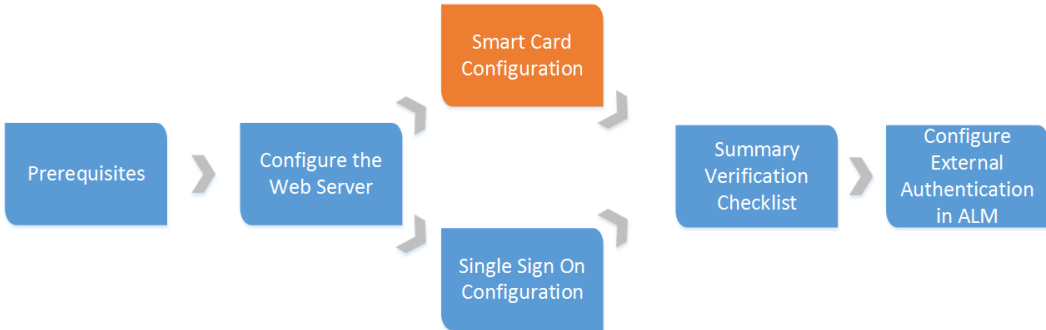 Prerequisites
Configure the
Web Server
Smart Card
Configuration
Single Sign On
Configuration
Summary
Verification
Checklist
Configure
External
Authentication
in ALM